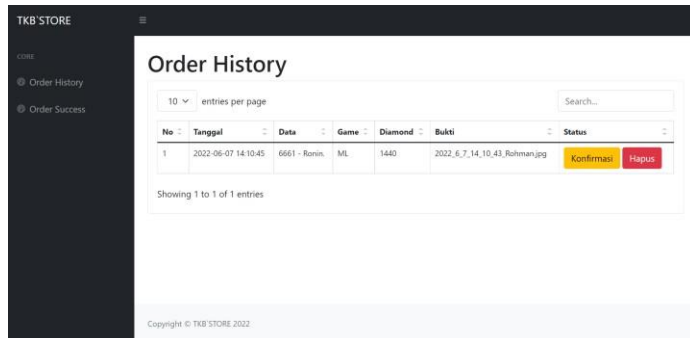 TKB`STORE
CORE
Order History
Order Success
Order History
10 entries per page
Search...
No Tanggal Data Game Diamond Bukti Status
1 2022-06-07 14:10:45 6661 - Ronin. ML 1440 2022_6_7_14_10_43_Rohman.jpg Konfirmasi Hapus
Showing 1 to 1 of 1 entries
Copyright © TKB`STORE 2022